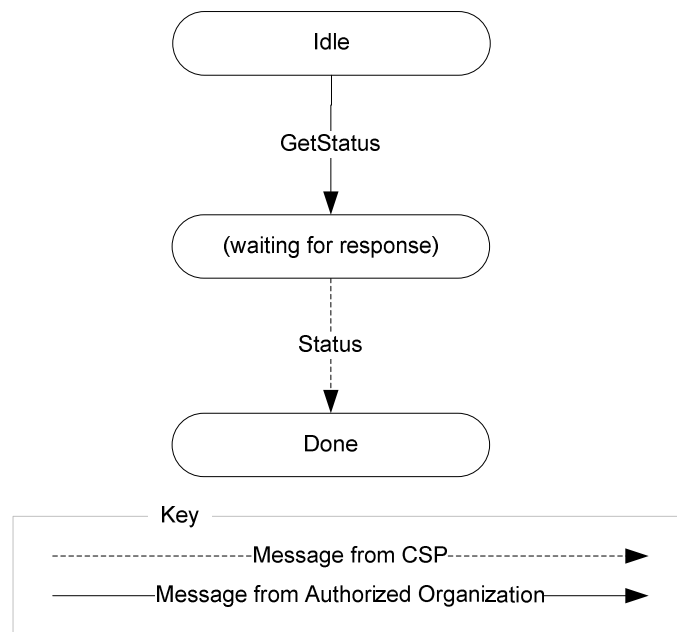 Idle
GetStatus
(waiting for response)
Status
Done
Key
Message from CSP
Message from Authorized Organization